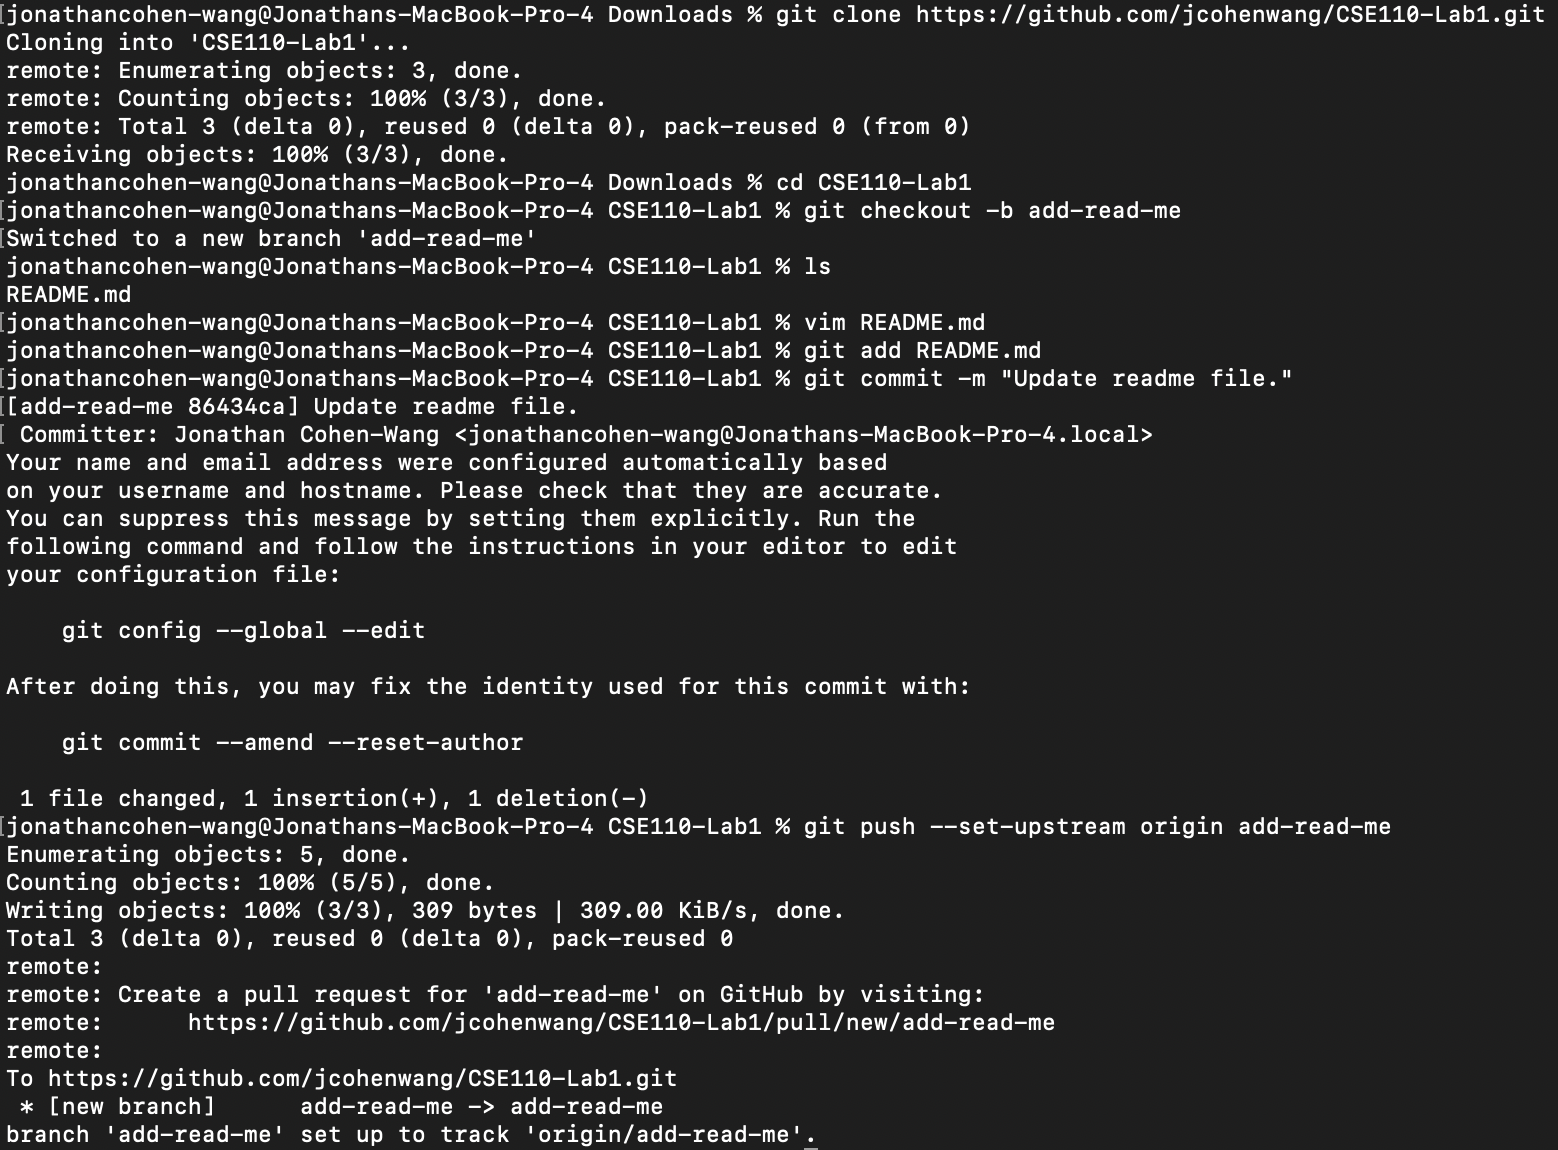 jonathancohen-wang@Jonathans-MacBook-Pro-4 Downloads % git clone https://github.com/jcohenwang/CSE110-Lab1.git
Cloning into 'CSE110-Lab1'...
remote: Enumerating objects: 3, done.
remote: Counting objects: 100% (3/3), done.
remote: Total 3 (delta 0), reused 0 (delta 0), pack-reused 0 (from 0)
Receiving objects: 100% (3/3), done.
jonathancohen-wang@Jonathans-MacBook-Pro-4 Downloads % cd CSE110-Lab1
[jonathancohen-wang@Jonathans-MacBook-Pro-4 CSE110-Lab1 % git checkout -b add-read-me
[Switched to a new branch 'add-read-me'
jonathancohen-wang@Jonathans-MacBook-Pro-4 CSE110-Lab1 % ls
README.md
[jonathancohen-wang@Jonathans-MacBook-Pro-4 CSE110-Lab1 % vim README.md
jonathancohen-wang@Jonathans-MacBook-Pro-4 CSE110-Lab1 % git add README.md
[jonathancohen-wang@Jonathans-MacBook-Pro-4 CSE110-Lab1 % git commit -m "Update readme file."
[[add-read-me 86434ca] Update readme file.
[ Committer: Jonathan Cohen-Wang <jonathancohen-wang@Jonathans-MacBook-Pro-4.local>
Your name and email address were configured automatically based
on your username and hostname. Please check that they are accurate.
You can suppress this message by setting them explicitly. Run the
following command and follow the instructions in your editor to edit
your configuration file:

    git config --global --edit

After doing this, you may fix the identity used for this commit with:

    git commit --amend --reset-author

 1 file changed, 1 insertion(+), 1 deletion(-)
[jonathancohen-wang@Jonathans-MacBook-Pro-4 CSE110-Lab1 % git push --set-upstream origin add-read-me
Enumerating objects: 5, done.
Counting objects: 100% (5/5), done.
Writing objects: 100% (3/3), 309 bytes | 309.00 KiB/s, done.
Total 3 (delta 0), reused 0 (delta 0), pack-reused 0
remote:
remote: Create a pull request for 'add-read-me' on GitHub by visiting:
remote:      https://github.com/jcohenwang/CSE110-Lab1/pull/new/add-read-me
remote:
To https://github.com/jcohenwang/CSE110-Lab1.git
 * [new branch]      add-read-me -> add-read-me
branch 'add-read-me' set up to track 'origin/add-read-me'.